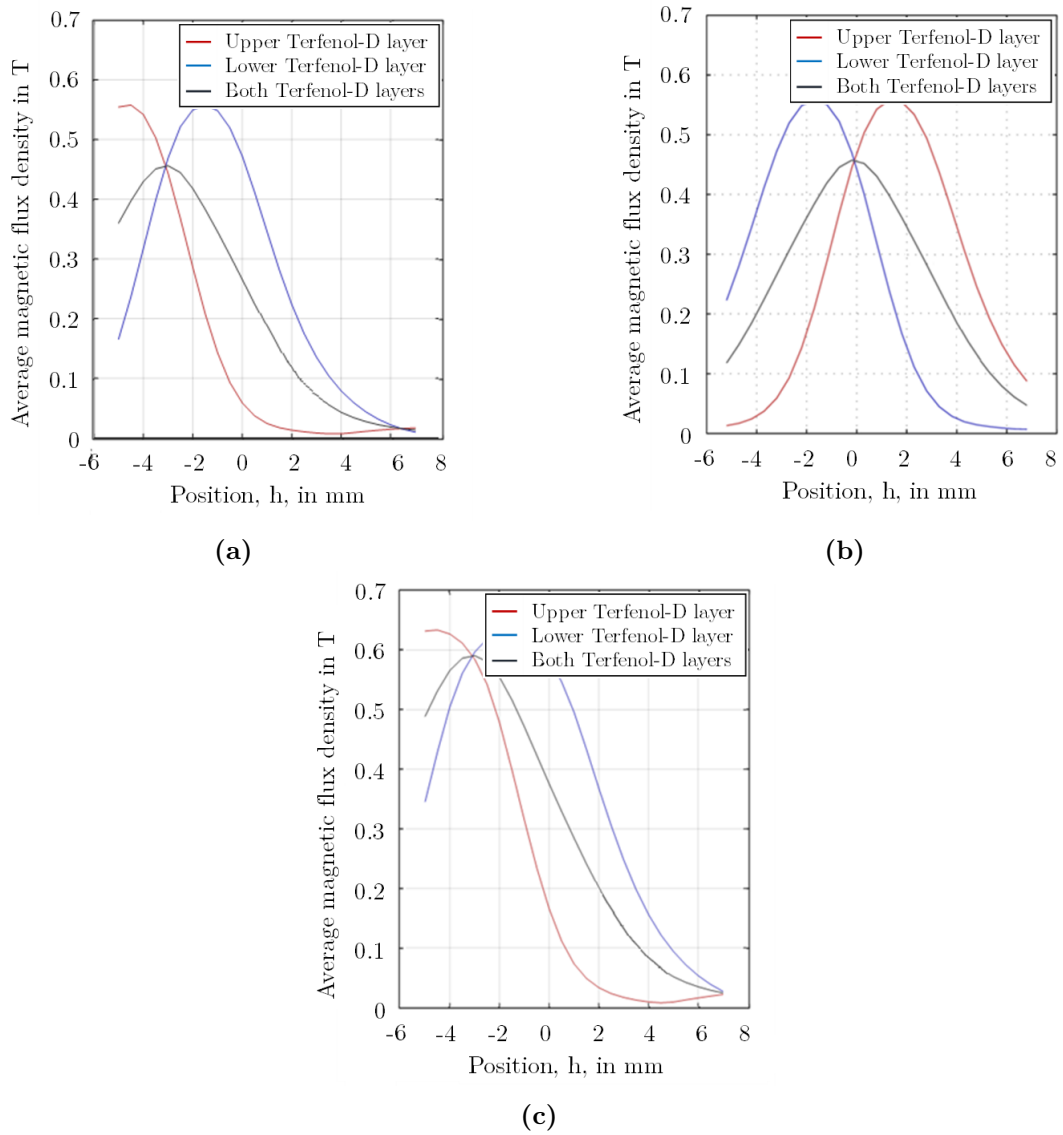 Average magnetic flux density in T
0.7
0.6
0.5
0.4
0.3
0.2
0.1
0
Upper Terfenol-D layer
Lower Terfenol-D layer
Both Terfenol-D layers
-6 -4 -2 0 2 4 6 8
Position, h, in mm
(a)
Average magnetic flux density in T
0.7
0.6
0.5
0.4
0.3
0.2
0.1
0
Upper Terfenol-D layer
Lower Terfenol-D layer
Both Terfenol-D layers
-6 -4 -2 0 2 4 6 8
Position, h, in mm
(b)
Average magnetic flux density in T
0.7
0.6
0.5
0.4
0.3
0.2
0.1
0
Upper Terfenol-D layer
Lower Terfenol-D layer
Both Terfenol-D layers
-6 -4 -2 0 2 4 6 8
Position, h, in mm
(c)